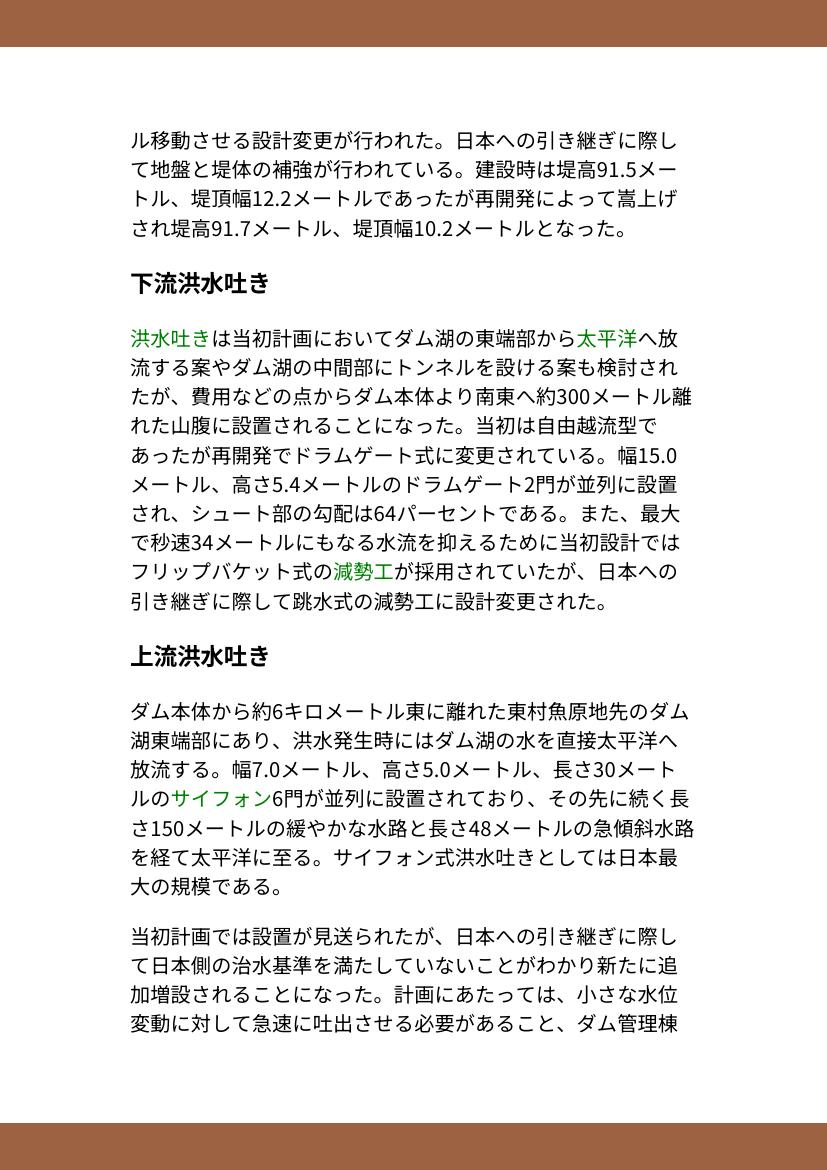 ル移動させる設計変更が行われた。日本への引き継ぎに際し
て地盤と堤体の補強が行われている。建設時は堤高91.5メー
トル、堤頂幅12.2メートルであったが再開発によって嵩上げ
され堤高91.7メートル、堤頂幅10.2メートルとなった。
下流洪水吐き
洪水吐きは当初計画においてダム湖の東端部から太平洋へ放
流する案やダム湖の中間部にトンネルを設ける案も検討され
たが、費用などの点からダム本体より南東へ約300メートル離
れた山腹に設置されることになった。当初は自由越流型で
あったが再開発でドラムゲート式に変更されている。幅15.0
メートル、高さ5.4メートルのドラムゲート2門が並列に設置
され、シュート部の勾配は64パーセントである。また、最大
で秒速34メートルにもなる水流を抑えるために当初設計では
フリップバケット式の減勢工が採用されていたが、日本への
引き継ぎに際して跳水式の減勢工に設計変更された。
上流洪水吐き
ダム本体から約6キロメートル東に離れた東村魚原地先のダム
湖東端部にあり、洪水発生時にはダム湖の水を直接太平洋へ
放流する。幅7.0メートル、高さ5.0メートル、長さ30メート
ルのサイフォン6門が並列に設置されており、その先に続く長
さ150メートルの緩やかな水路と長さ48メートルの急傾斜水路
を経て太平洋に至る。サイフォン式洪水吐きとしては日本最
大の規模である。
当初計画では設置が見送られたが、日本への引き継ぎに際し
て日本側の治水基準を満たしていないことがわかり新たに追
加増設されることになった。計画にあたっては、小さな水位
変動に対して急速に吐出させる必要があること、ダム管理棟